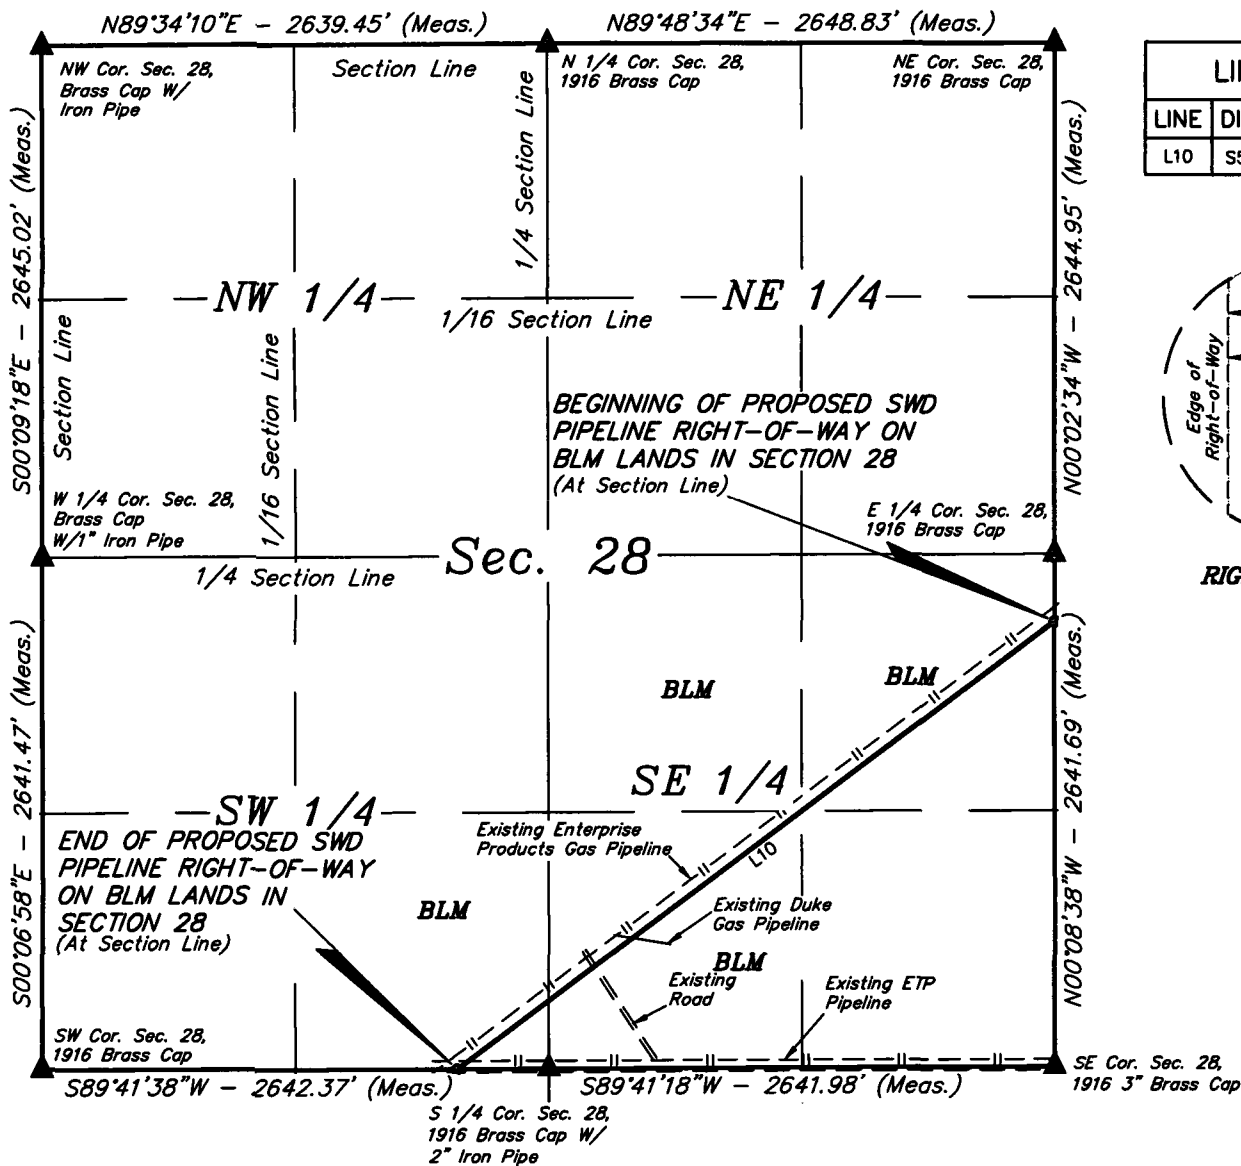 N89°34'10"E - 2639.45' (Meas.)
N89°48'34"E - 2648.83' (Meas.)
NW Cor. Sec. 28,
Brass Cap W/
Iron Pipe
Section Line
N 1/4 Cor. Sec. 28,
1916 Brass Cap
NE Cor. Sec. 28,
1916 Brass Cap
LINE
DI
L10
S5
S00°09'18"E - 2645.02' (Meas.)
Section Line
1/16 Section Line
1/4 Section Line
N00°02'34"W - 2644.95' (Meas.)
NW 1/4
NE 1/4
1/16 Section Line
Edge of
Right-of-Way
BEGINNING OF PROPOSED SWD
PIPELINE RIGHT-OF-WAY ON
BLM LANDS IN SECTION 28
(At Section Line)
W 1/4 Cor. Sec. 28,
Brass Cap
W/1" Iron Pipe
E 1/4 Cor. Sec. 28,
1916 Brass Cap
Sec. 28
1/4 Section Line
RIG
S00°06'58"E - 2641.47' (Meas.)
N00°08'38"W - 2641.69' (Meas.)
BLM
BLM
SE 1/4
SW 1/4
END OF PROPOSED SWD
PIPELINE RIGHT-OF-WAY
ON BLM LANDS IN
SECTION 28
(At Section Line)
Existing Enterprise
Products Gas Pipeline
L10
BLM
Existing Duke
Gas Pipeline
BLM
Existing
Road
Existing ETP
Pipeline
SW Cor. Sec. 28,
1916 Brass Cap
SE Cor. Sec. 28,
1916 3" Brass Cap
S89°41'38"W - 2642.37' (Meas.)
S89°41'18"W - 2641.98' (Meas.)
S 1/4 Cor. Sec. 28,
1916 Brass Cap W/
2" Iron Pipe